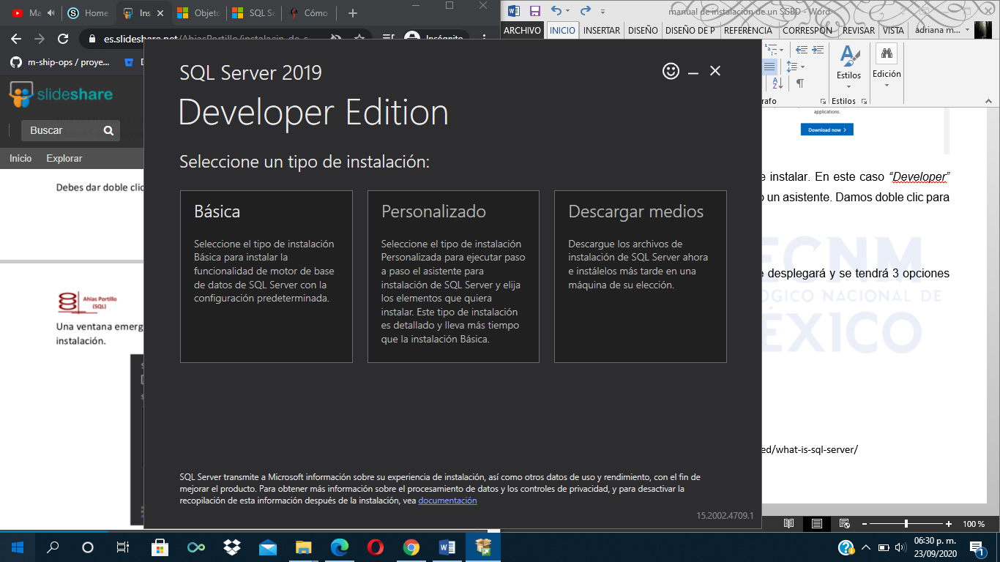 Ma
Home
Ins
Objeto
SQL Se
Cómo
manual de instalación de un SGBD - Word
es.slideshare.net/AhiasPortillo/instalacin-de-s
Incógnito
ARCHIVO
INICIO
INSERTAR
DISEÑO
DISEÑO DE P
REFERENCIA
CORRESPON
REVISAR
VISTA
adriana m...
m-ship-ops / proye...
slideshare
Buscar
Inicio
Explorar
Debes dar doble clic
Ahias Portillo
(SQL)
Una ventana emerg
instalación.
SQL Server 2019
Developer Edition
Seleccione un tipo de instalación:
Básica
Seleccione el tipo de instalación
Básica para instalar la
funcionalidad de motor de base
de datos de SQL Server con la
configuración predeterminada.
Personalizado
Seleccione el tipo de instalación
Personalizada para ejecutar paso
a paso el asistente para
instalación de SQL Server y elija
los elementos que quiera
instalar. Este tipo de instalación
es detallado y lleva más tiempo
que la instalación Básica.
Descargar medios
Descargue los archivos de
instalación de SQL Server ahora
e instálelos más tarde en una
máquina de su elección.
SQL Server transmite a Microsoft información sobre su experiencia de instalación, así como otros datos de uso y rendimiento, con el fin de
mejorar el producto. Para obtener más información sobre el procesamiento de datos y los controles de privacidad, y para desactivar la
recopilación de esta información después de la instalación, vea documentación
15.2002.4709.1
Estilos
Edición
rafo
Estilos
applications.
Download now
e instalar. En este caso “Developer”
o un asistente. Damos doble clic para
ECNM
e desplegará y se tendrá 3 opciones
OGICO NACIONAL DE
ÉXICO
ed/what-is-sql-server/
100 %
06:30 p. m.
23/09/2020
1